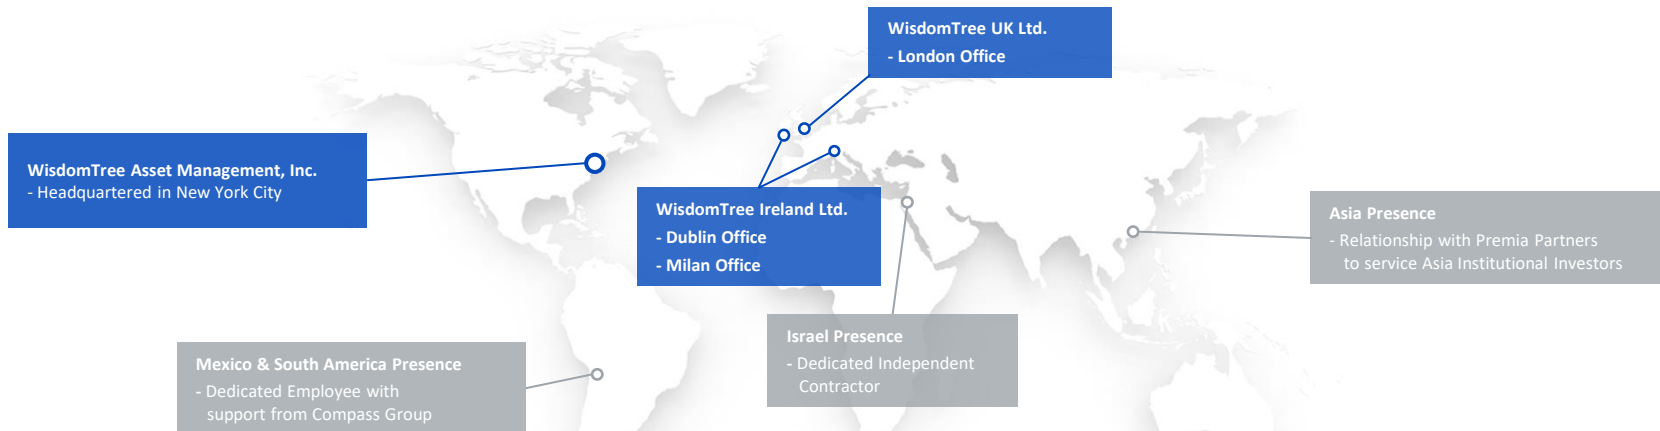 WisdomTree UK Ltd.
- London Office
WisdomTree Asset Management, Inc.
- Headquartered in New York City
WisdomTree Ireland Ltd.
- Dublin Office
- Milan Office
Asia Presence
- Relationship with Premia Partners
to service Asia Institutional Investors
Israel Presence
- Dedicated Independent
Contractor
Mexico & South America Presence
- Dedicated Employee with
support from Compass Group